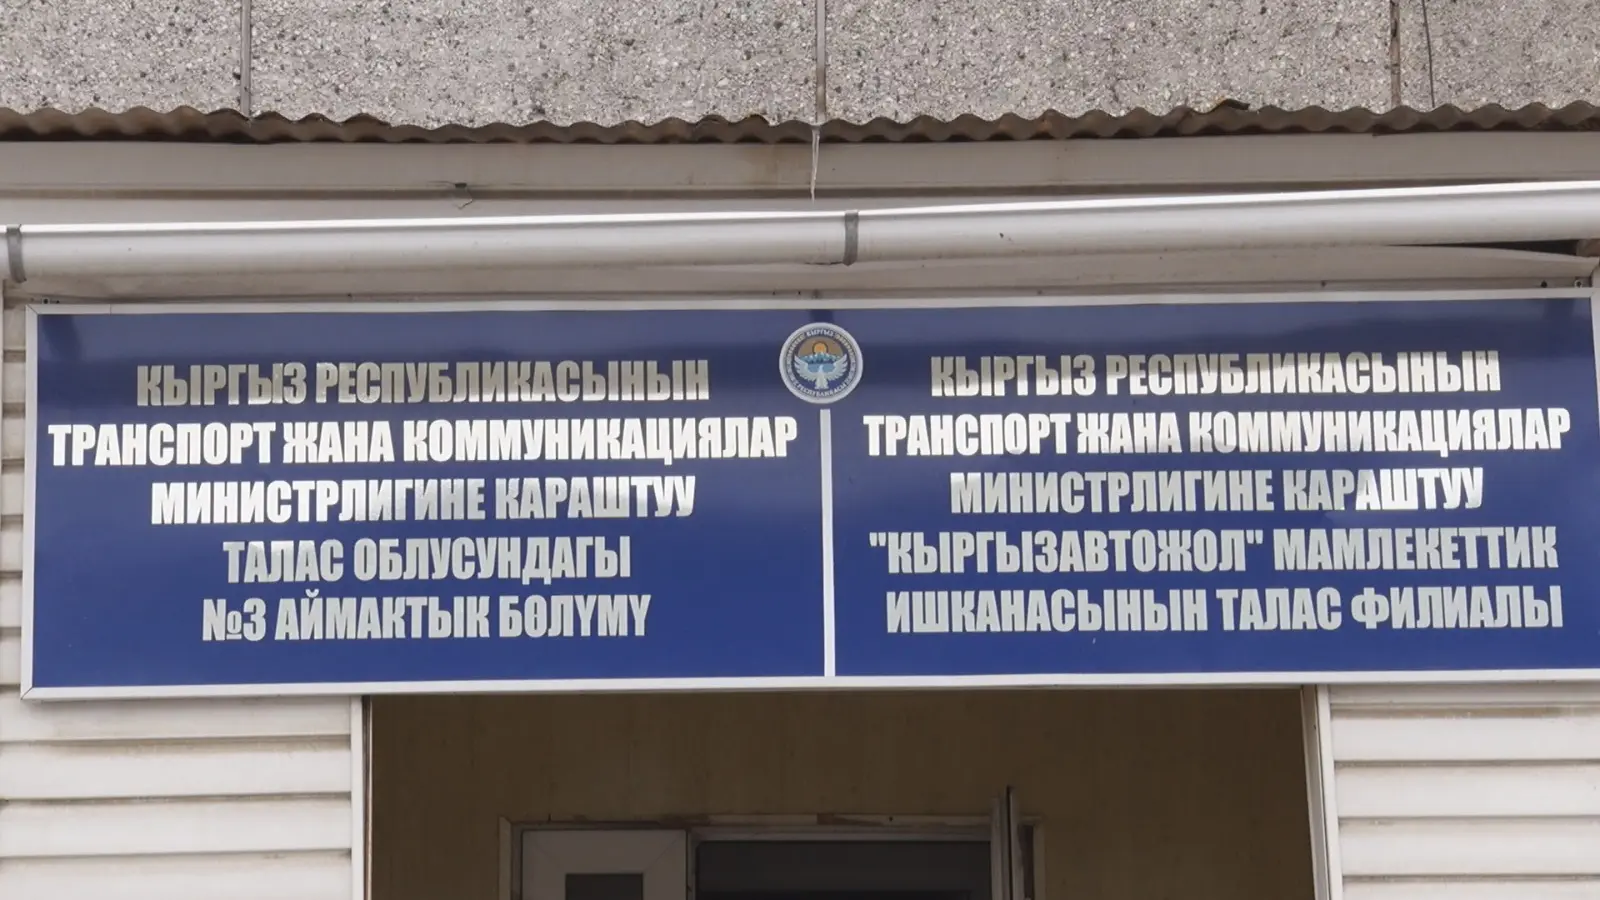 КЫРГЫЗ РЕСПУБЛИКАСЫНЫН
ТРАНСПОРТ ЖАНА КОММУНИКАЦИЯЛАР
МИНИСТРЛИГИНЕ КАРАШТУУ
ТАЛАС ОБЛУСУНДАГЫ
№3 АЙМАКТЫК БӨЛҮМҮ
КЫРГЫЗ РЕСПУБЛИКАСЫНЫН
ТРАНСПОРТ ЖАНА КОММУНИКАЦИЯЛАР
МИНИСТРЛИГИНЕ КАРАШТУУ
"КЫРГЫЗАВТОЖОЛ" МАМЛЕКЕТТИК
ИШКАНАСЫНЫН ТАЛАС ФИЛИАЛЫ